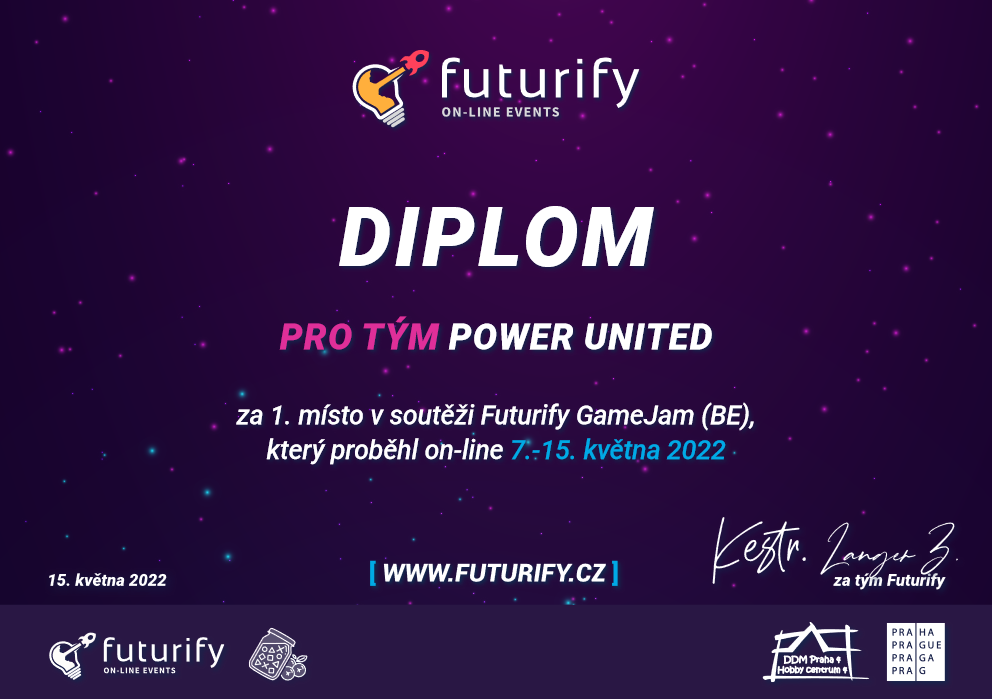 futurify
ON-LINE EVENTS
DIPLOM
PRO TÝM POWER UNITED
za 1. místo v soutěži Futurify GameJam (BE),
který proběhl on-line 7.-15. května 2022
Kestr. Langer Z.
15. května 2022
[ WWW.FUTURIFY.CZ ]
za tým Futurify
futurify
ON-LINE EVENTS
DDM Praha 9
Hobby centrum 4
PRA HA
PRA GUE
PRA GA
PRA G